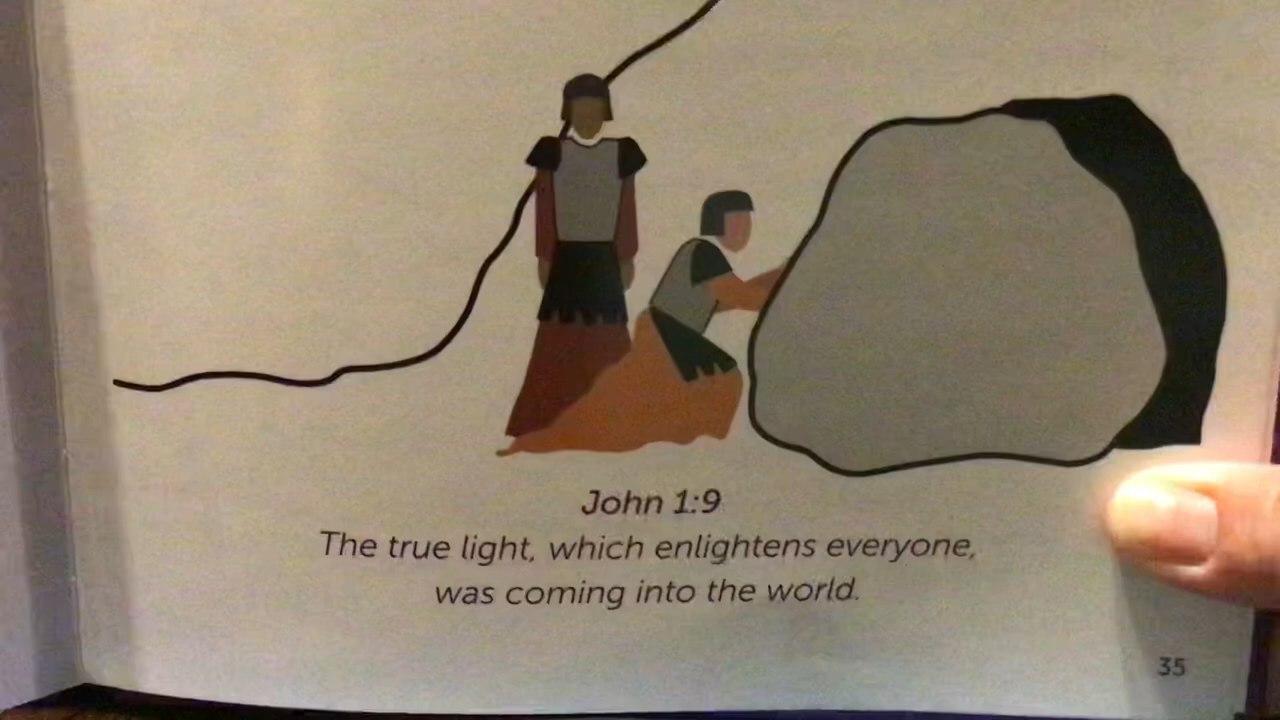 John 1:9
The true light, which enlightens everyone,
was coming into the world.
35